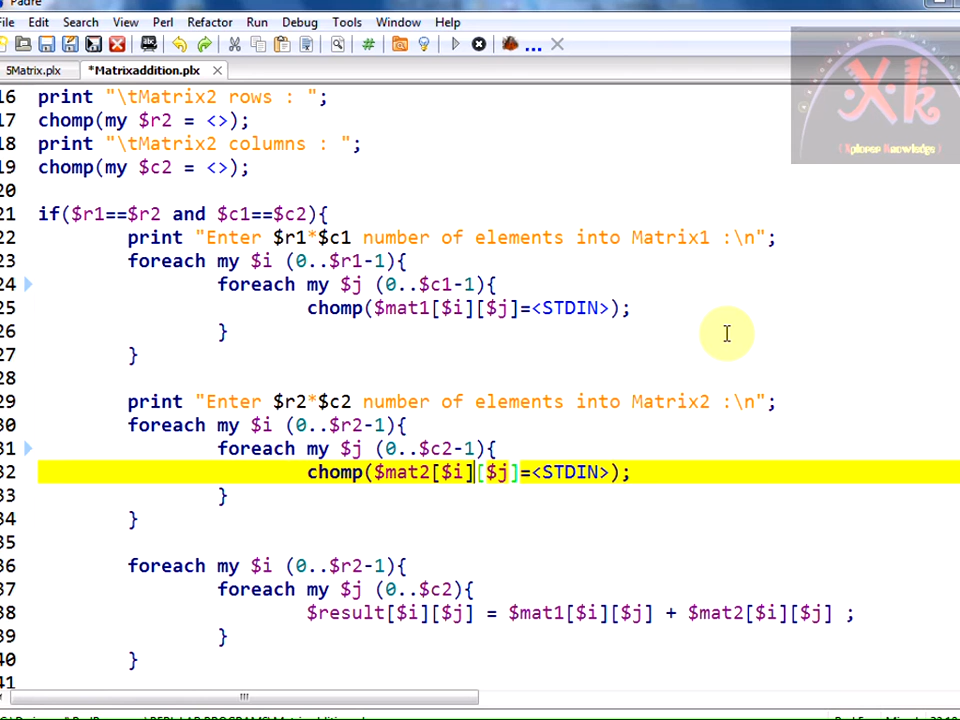 Padre
File Edit Search View Perl Refactor Run Debug Tools Window Help
5Matrix.plx *Matrixaddition.plx
Xk
( Xplorer Knowledge )
16 print "\tMatrix2 rows : ";
17 chomp(my $r2 = <>);
18 print "\tMatrix2 columns : ";
19 chomp(my $c2 = <>);
20
21 if($r1==$r2 and $c1==$c2){
22 print "Enter $r1*$c1 number of elements into Matrix1 :\n";
23 foreach my $i (0..$r1-1){
24 foreach my $j (0..$c1-1){
25 chomp($mat1[$i][$j]=<STDIN>);
26 }
27 }
28
29 print "Enter $r2*$c2 number of elements into Matrix2 :\n";
30 foreach my $i (0..$r2-1){
31 foreach my $j (0..$c2-1){
32 chomp($mat2[$i][$j]=<STDIN>);
33 }
34 }
35
36 foreach my $i (0..$r2-1){
37 foreach my $j (0..$c2){
38 $result[$i][$j] = $mat1[$i][$j] + $mat2[$i][$j] ;
39 }
40 }
41